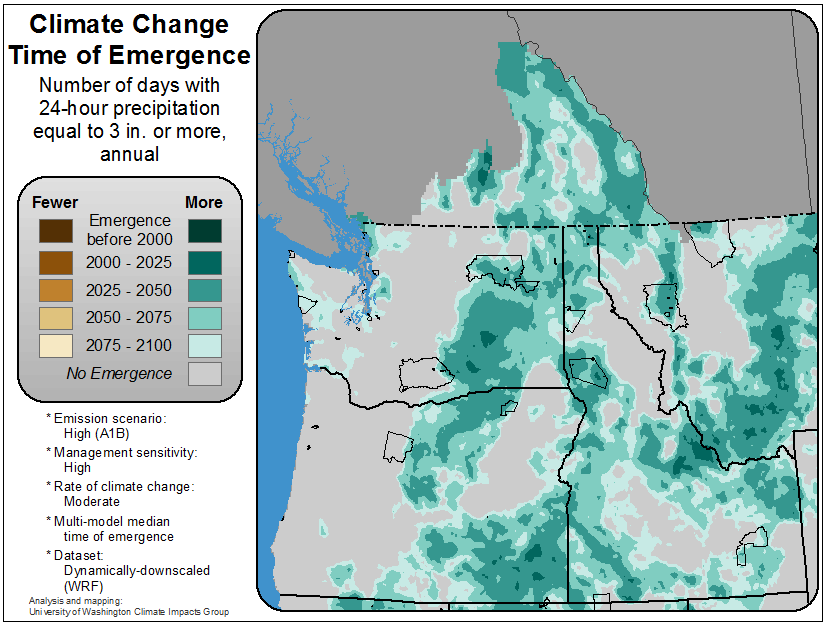 Climate Change
Time of Emergence
Number of days with
24-hour precipitation
equal to 3 in. or more,
annual
Fewer More
Emergence
before 2000
2000 - 2025
2025 - 2050
2050 - 2075
2075 - 2100
No Emergence
* Emission scenario:
High (A1B)
* Management sensitivity:
High
* Rate of climate change:
Moderate
* Multi-model median
time of emergence
* Dataset:
Dynamically-downscaled
(WRF)
Analysis and mapping:
University of Washington Climate Impacts Group